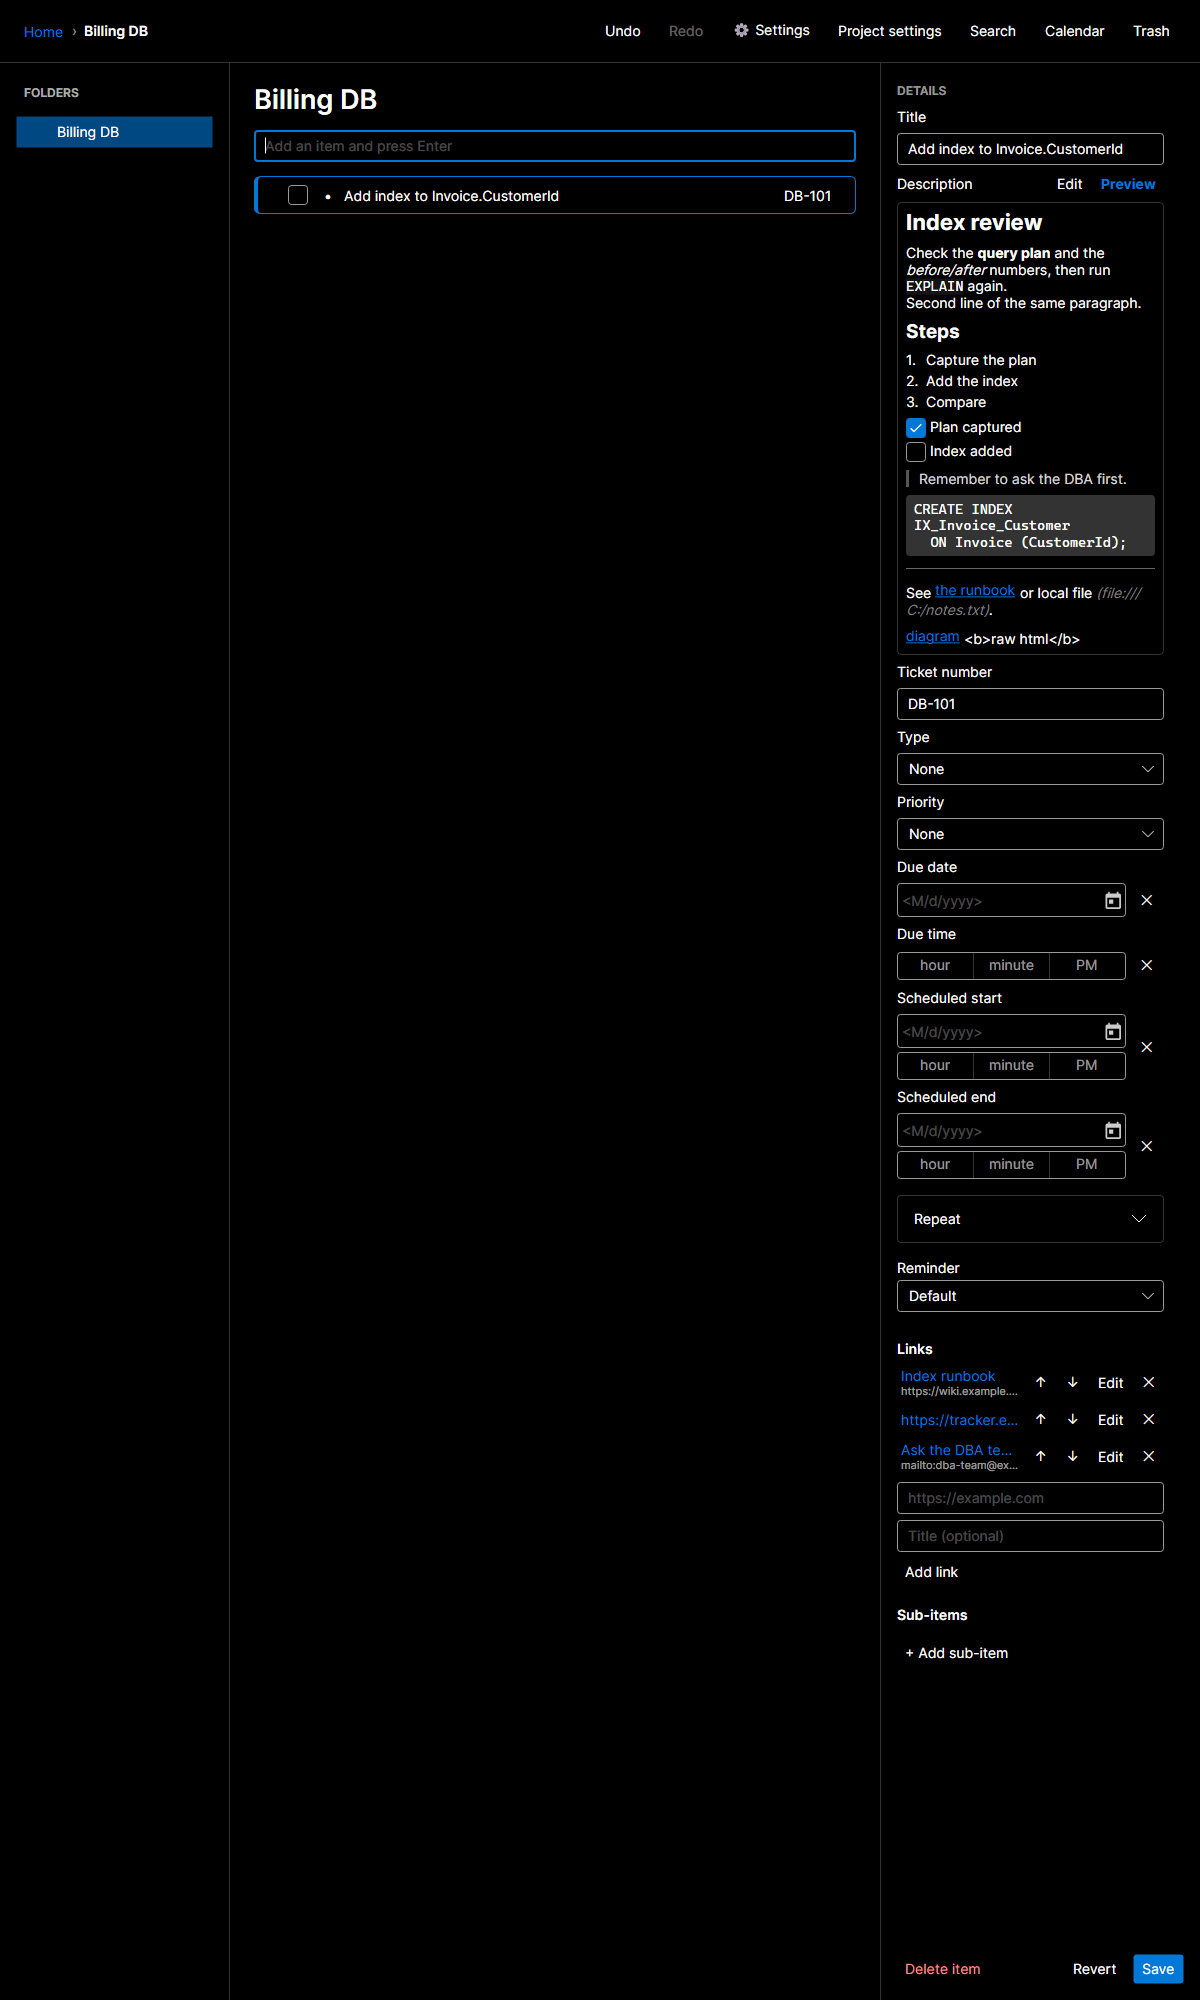 Home › Billing DB
Undo Redo Settings Project settings Search Calendar Trash
FOLDERS
Billing DB
Billing DB
Add an item and press Enter
• Add index to Invoice.CustomerId DB-101
DETAILS
Title
Add index to Invoice.CustomerId
Description Edit Preview
Index review
Check the query plan and the
before/after numbers, then run
EXPLAIN again.
Second line of the same paragraph.
Steps
1. Capture the plan
2. Add the index
3. Compare
Plan captured
Index added
Remember to ask the DBA first.
CREATE INDEX
IX_Invoice_Customer
ON Invoice (CustomerId);
See the runbook or local file (file:///
C:/notes.txt).
diagram <b>raw html</b>
Ticket number
DB-101
Type
None
Priority
None
Due date
<M/d/yyyy>
Due time
hour minute PM
Scheduled start
<M/d/yyyy>
hour minute PM
Scheduled end
<M/d/yyyy>
hour minute PM
Repeat
Reminder
Default
Links
Index runbook
https://wiki.example....
↑ ↓ Edit ×
https://tracker.e... ↑ ↓ Edit ×
Ask the DBA te...
mailto:dba-team@ex...
↑ ↓ Edit ×
https://example.com
Title (optional)
Add link
Sub-items
+ Add sub-item
Delete item Revert Save